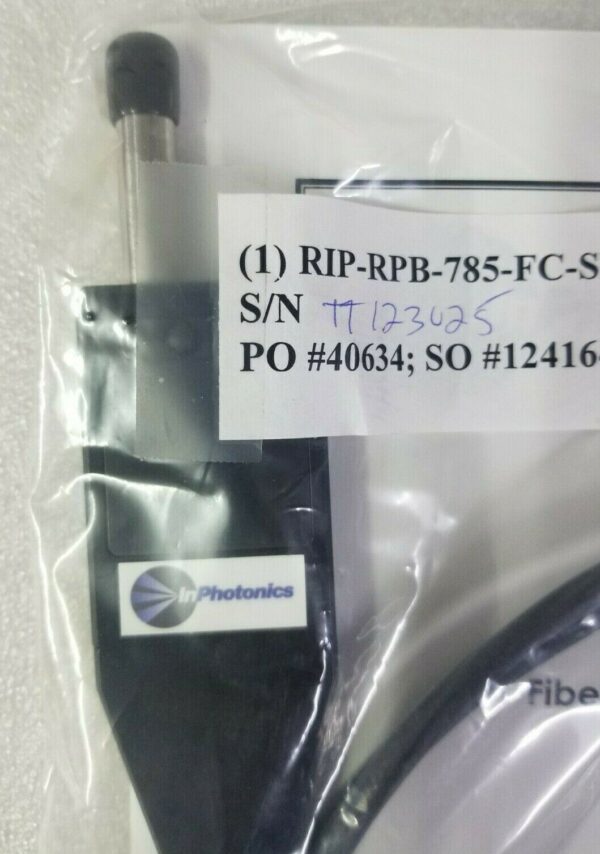 (1) RIP-RPB-785-FC-S
S/N TT123025
PO #40634; SO #12416
InPhotonics
Fibe